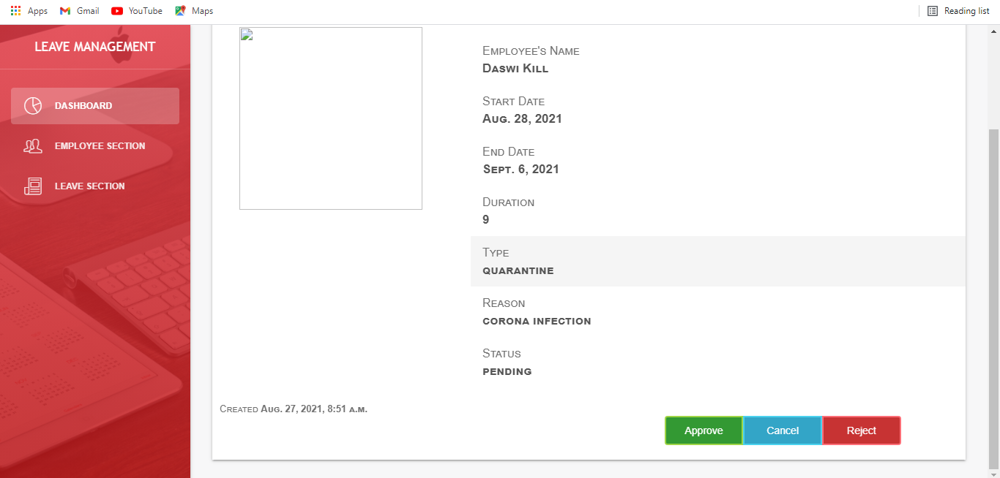 Apps Gmail YouTube Maps Reading list
LEAVE MANAGEMENT
DASHBOARD
EMPLOYEE SECTION
LEAVE SECTION
Employee's Name
Daswi Kill
Start Date
Aug. 28, 2021
End Date
Sept. 6, 2021
Duration
9
Type
quarantine
Reason
corona infection
Status
pending
Created Aug. 27, 2021, 8:51 a.m.
Approve Cancel Reject